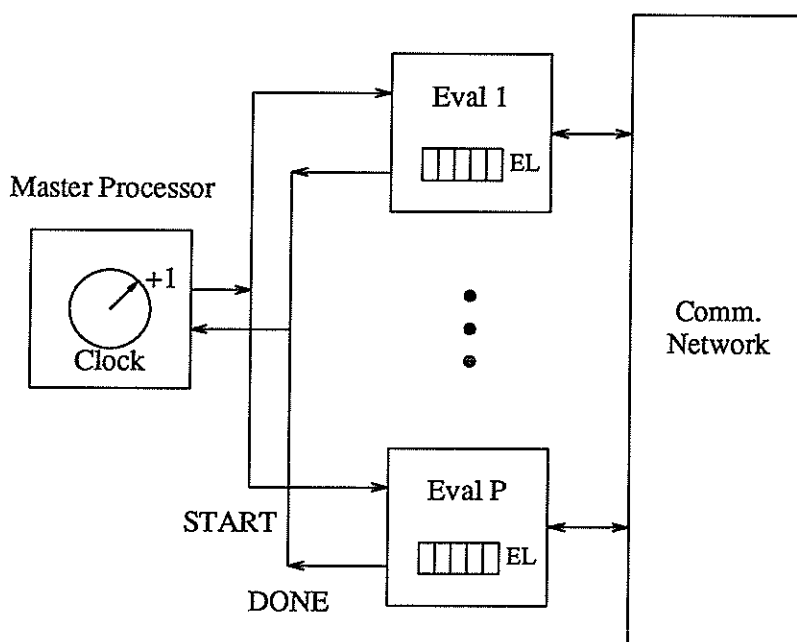 Eval 1
EL
Master Processor
+1
Clock
Comm.
Network
Eval P
EL
START
DONE